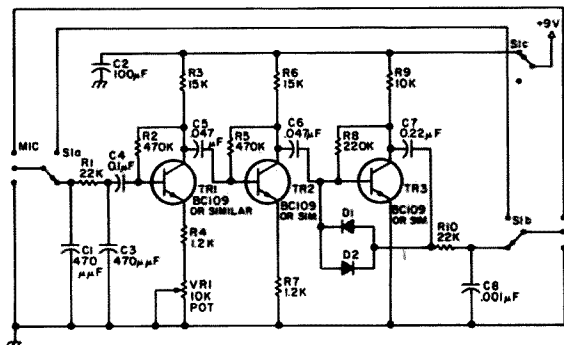 S1c
+9V
C2
100µF
R3
15K
R6
15K
R9
10K
MIC
S1a
R1
22K
C4
0.1µF
R2
470K
C5
.047
µF
R5
470K
C6
.047µF
R8
220K
C7
0.22µF
TR1
BC109
OR SIMILAR
TR2
BC109
OR SIM.
TR3
BC109
OR SIM.
S1b
D1
D2
R10
22K
C1
470
µµF
C3
470µµF
R4
1.2K
VR1
10K
POT
R7
1.2K
C8
.001µF